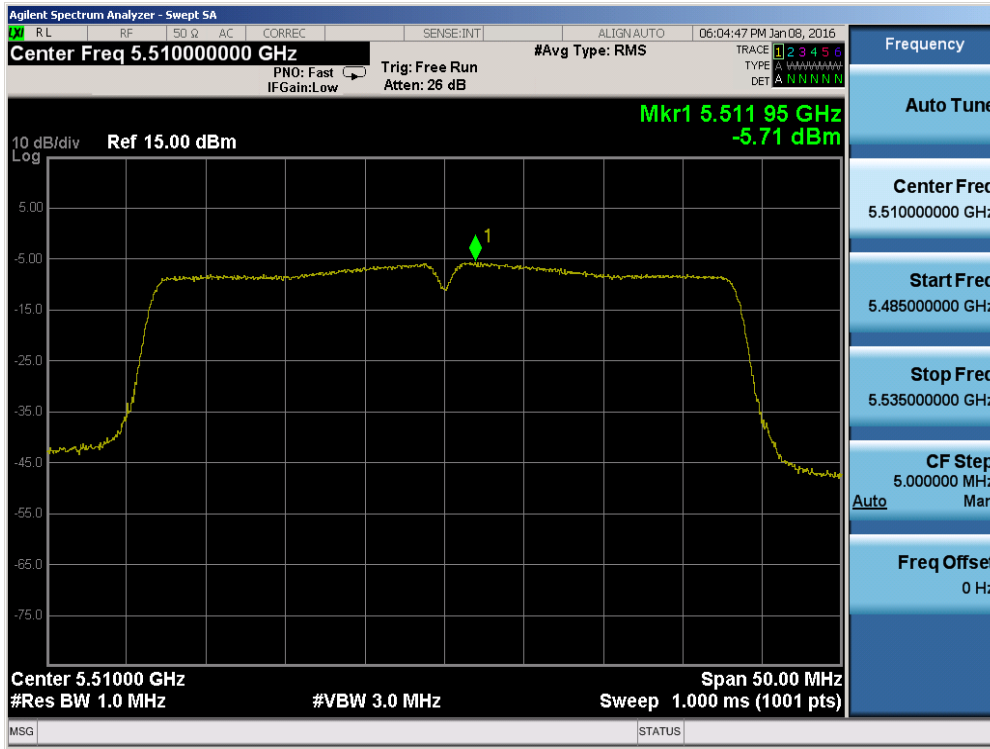 Agilent Spectrum Analyzer - Swept SA
LXI RL RF 50 Ω AC CORREC SENSE:INT ALIGNAUTO 06:04:47 PM Jan 08, 2016
Center Freq 5.510000000 GHz
#Avg Type: RMS
TRACE 1 2 3 4 5 6
PNO: Fast
Trig: Free Run
TYPE A WWWWW
IFGain:Low
Atten: 26 dB
DET A N N N N N
Mkr1 5.511 95 GHz
-5.71 dBm
10 dB/div Ref 15.00 dBm
Log
5.00
1
-5.00
-15.0
-25.0
-35.0
-45.0
-55.0
-65.0
-75.0
Center 5.51000 GHz
Span 50.00 MHz
#Res BW 1.0 MHz
#VBW 3.0 MHz
Sweep 1.000 ms (1001 pts)
MSG
STATUS
Frequency
Auto Tune
Center Freq
5.510000000 GHz
Start Freq
5.485000000 GHz
Stop Freq
5.535000000 GHz
CF Step
5.000000 MHz
Auto Man
Freq Offset
0 Hz